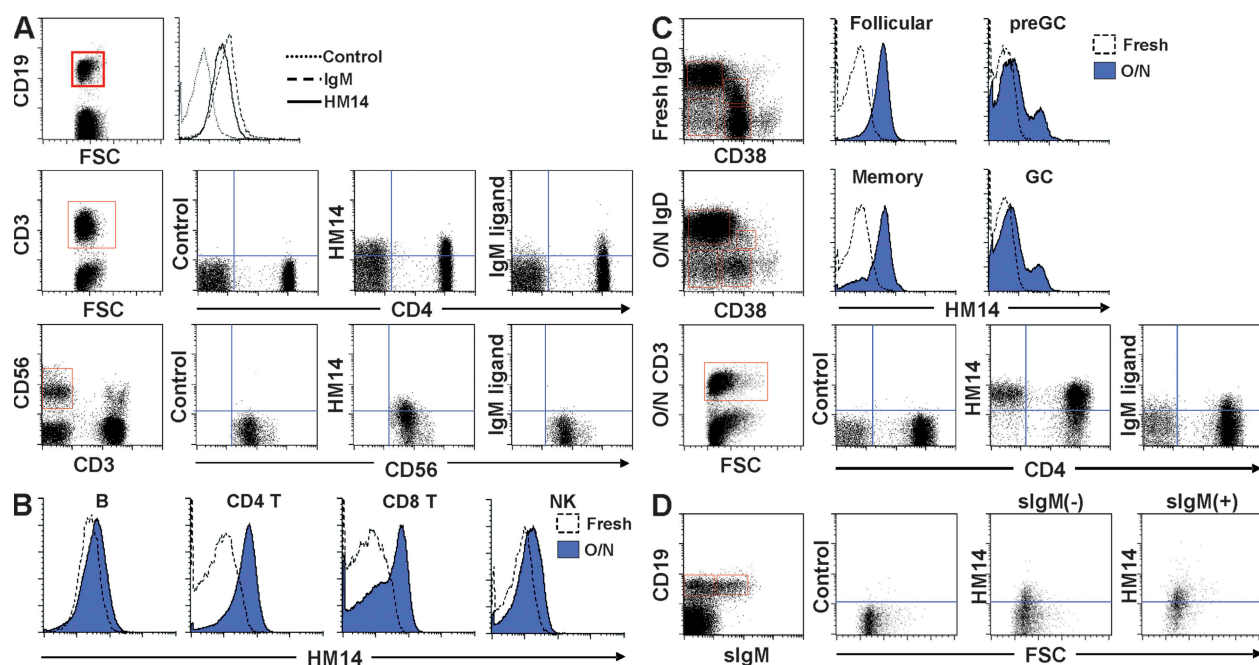 A
CD19
FSC
Control
IgM
HM14
CD3
FSC
Control
HM14
IgM ligand
CD4
CD56
CD3
Control
HM14
IgM ligand
CD56
B
B
CD4 T
CD8 T
NK
Fresh
O/N
HM14
C
Fresh IgD
CD38
Follicular
preGC
Fresh
O/N
O/N IgD
CD38
Memory
GC
HM14
O/N CD3
FSC
Control
HM14
IgM ligand
CD4
D
CD19
sIgM
Control
sIgM(-)
HM14
sIgM(+)
HM14
FSC